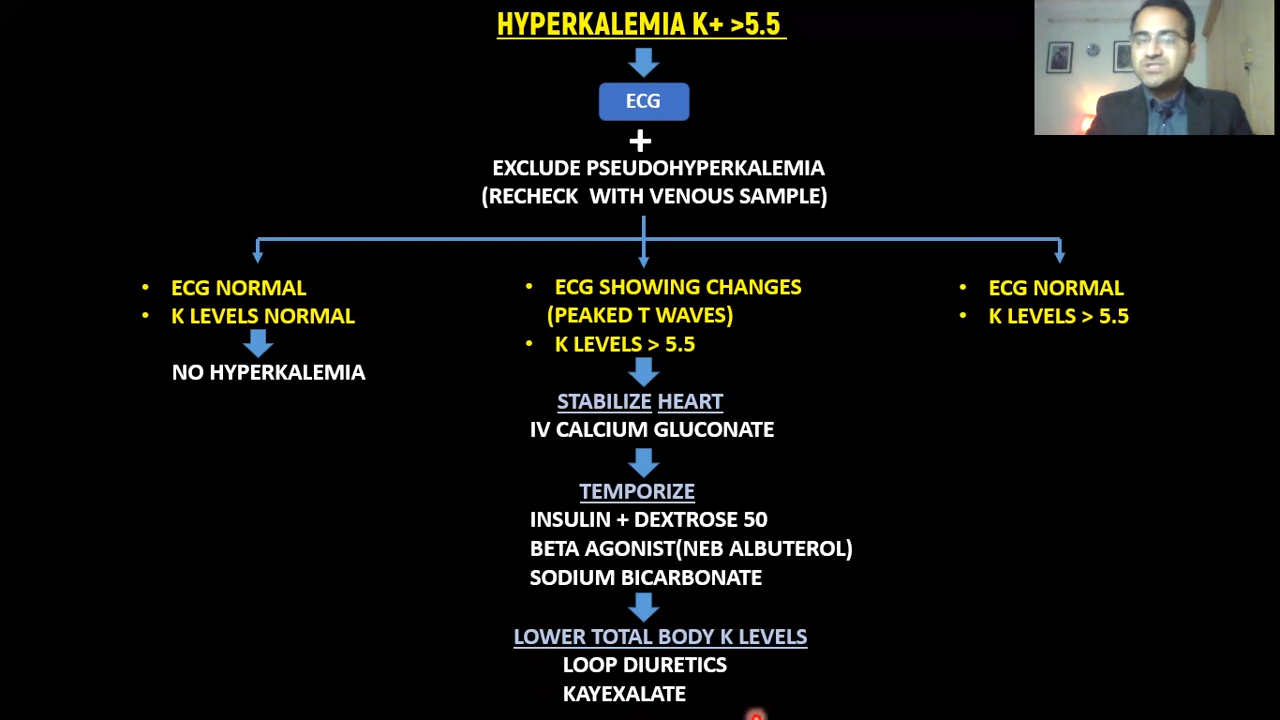 HYPERKALEMIA K+ >5.5
ECG
+
EXCLUDE PSEUDOHYPERKALEMIA
(RECHECK WITH VENOUS SAMPLE)
• ECG NORMAL
• K LEVELS NORMAL
NO HYPERKALEMIA
• ECG SHOWING CHANGES
(PEAKED T WAVES)
• K LEVELS > 5.5
STABILIZE HEART
IV CALCIUM GLUCONATE
TEMPORIZE
INSULIN + DEXTROSE 50
BETA AGONIST(NEB ALBUTEROL)
SODIUM BICARBONATE
LOWER TOTAL BODY K LEVELS
LOOP DIURETICS
KAYEXALATE
• ECG NORMAL
• K LEVELS > 5.5